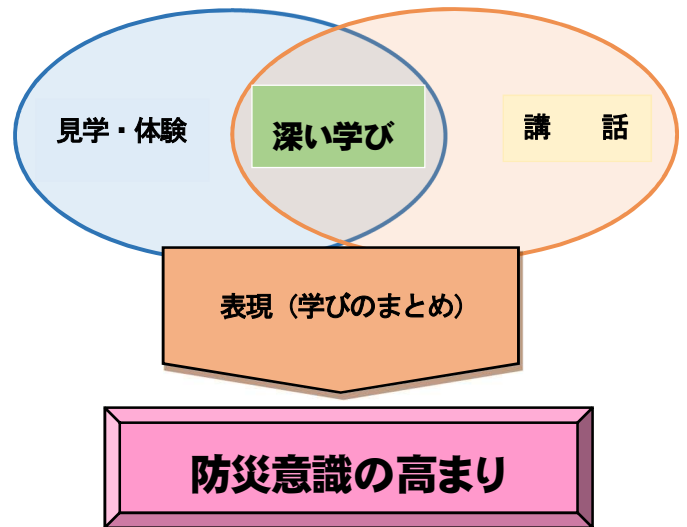 見学・体験
深い学び
講　　話
表現（学びのまとめ）
防災意識の高まり